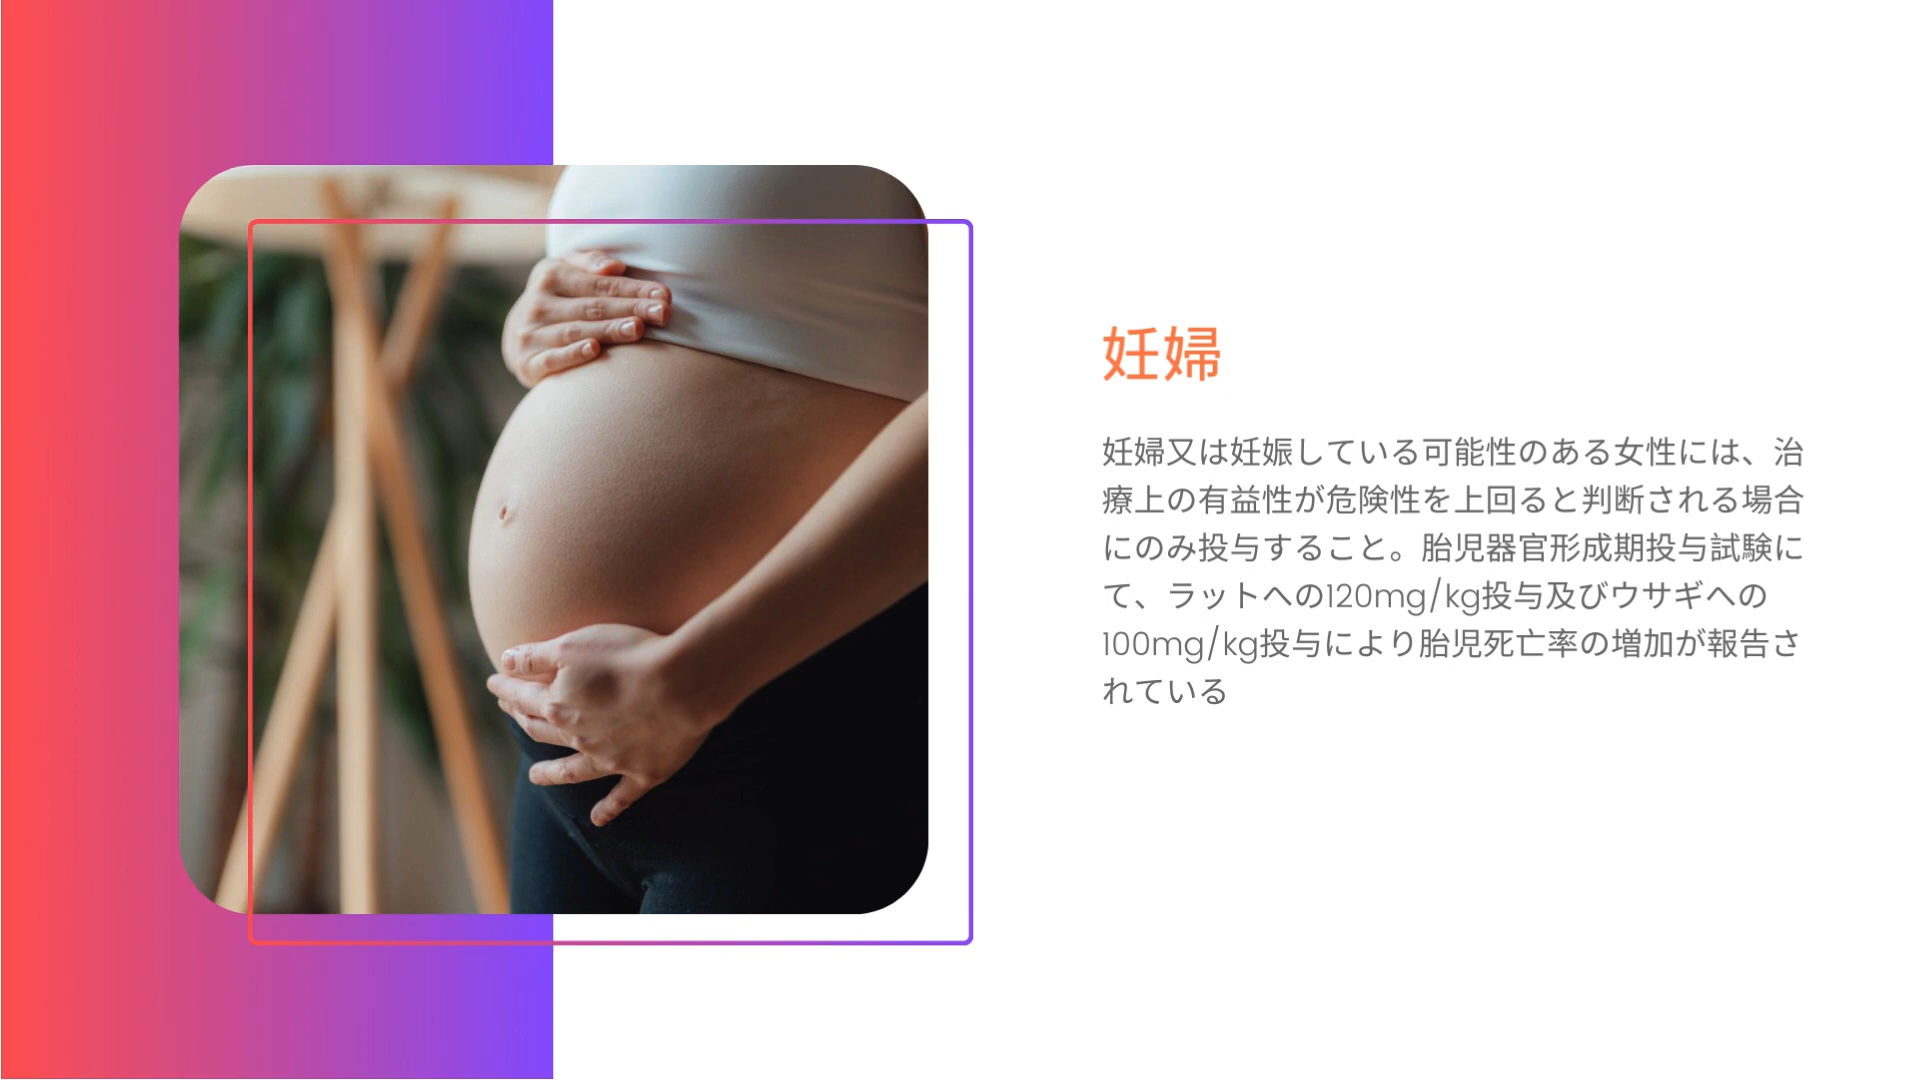 妊婦
妊婦又は妊娠している可能性のある女性には、治
療上の有益性が危険性を上回ると判断される場合
にのみ投与すること。胎児器官形成期投与試験に
て、ラットへの120mg/kg投与及びウサギへの
100mg/kg投与により胎児死亡率の増加が報告さ
れている